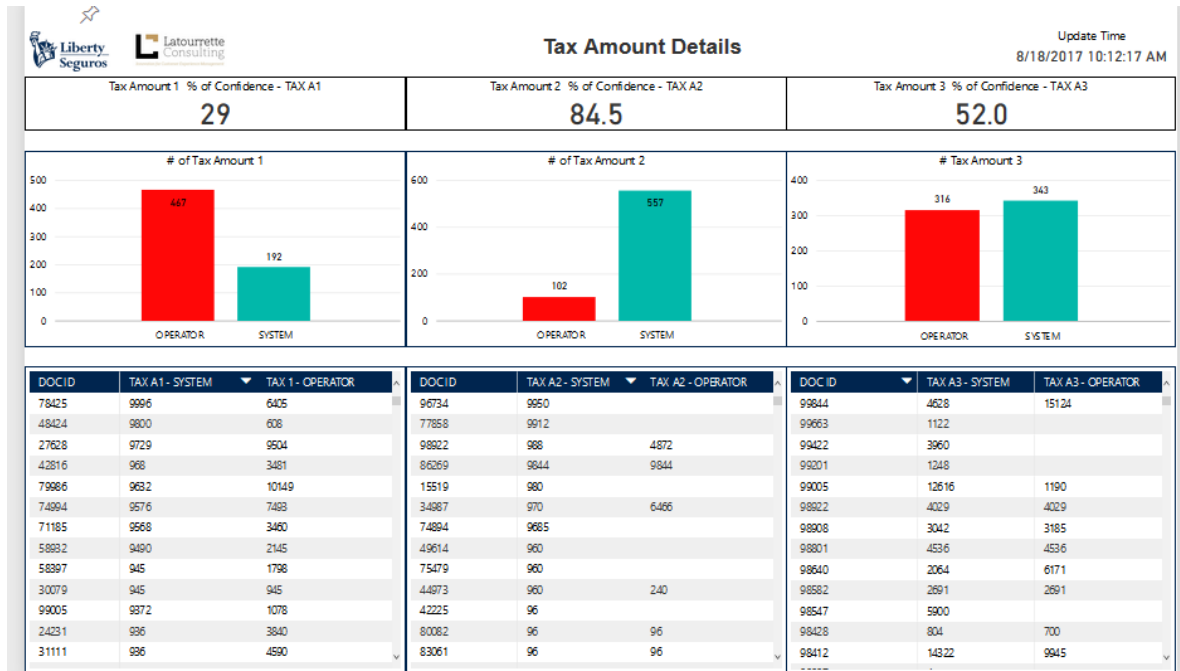 Liberty
Seguros
Latourrette
Consulting
Tax Amount Details
Update Time
8/18/2017 10:12:17 AM
Tax Amount 1 % of Confidence - TAX A1
29
Tax Amount 2 % of Confidence - TAX A2
84.5
Tax Amount 3 % of Confidence - TAX A3
52.0
# of Tax Amount 1
500
400
300
200
100
0
467
192
OPERATOR SYSTEM
# of Tax Amount 2
600
400
200
0
102
557
OPERATOR SYSTEM
# Tax Amount 3
400
300
200
100
0
316
343
OPERATOR SYSTEM
DOCID TAX A1 - SYSTEM TAX 1 - OPERATOR
78425 9996 6405
48424 9800 608
27628 9729 9504
42816 968 3481
79986 9632 10149
74994 9576 7493
71185 9568 3460
58932 9490 2145
58397 945 1798
30079 945 945
99005 9372 1078
24231 936 3840
31111 936 4590
DOCID TAX A2 - SYSTEM TAX A2 - OPERATOR
96734 9950
77858 9912
98922 988 4872
86269 9844 9844
15519 980
34987 970 6466
74894 9685
49614 960
75479 960
44973 960 240
42225 96
80082 96 96
83061 96 96
DOCID TAX A3 - SYSTEM TAX A3 - OPERATOR
99844 4628 15124
99663 1122
99422 3960
99201 1248
99005 12616 1190
98922 4029 4029
98908 3042 3185
98801 4536 4536
98640 2064 6171
98582 2691 2691
98547 5900
98428 804 700
98412 14322 9945